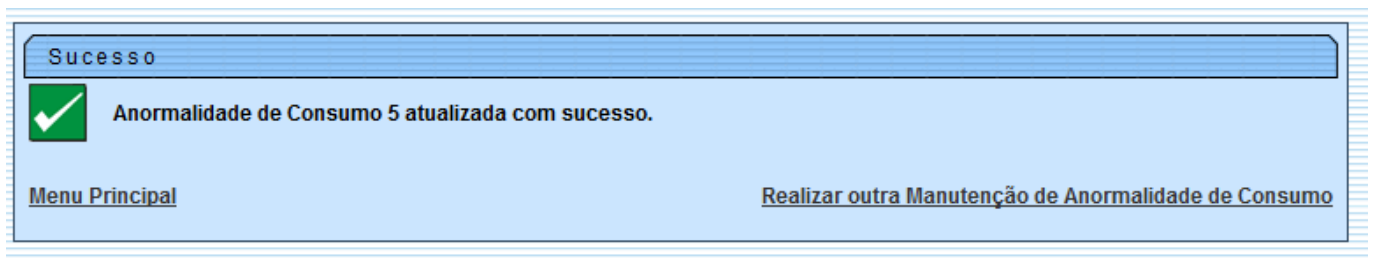 Sucesso
Anormalidade de Consumo 5 atualizada com sucesso.
Menu Principal
Realizar outra Manutenção de Anormalidade de Consumo